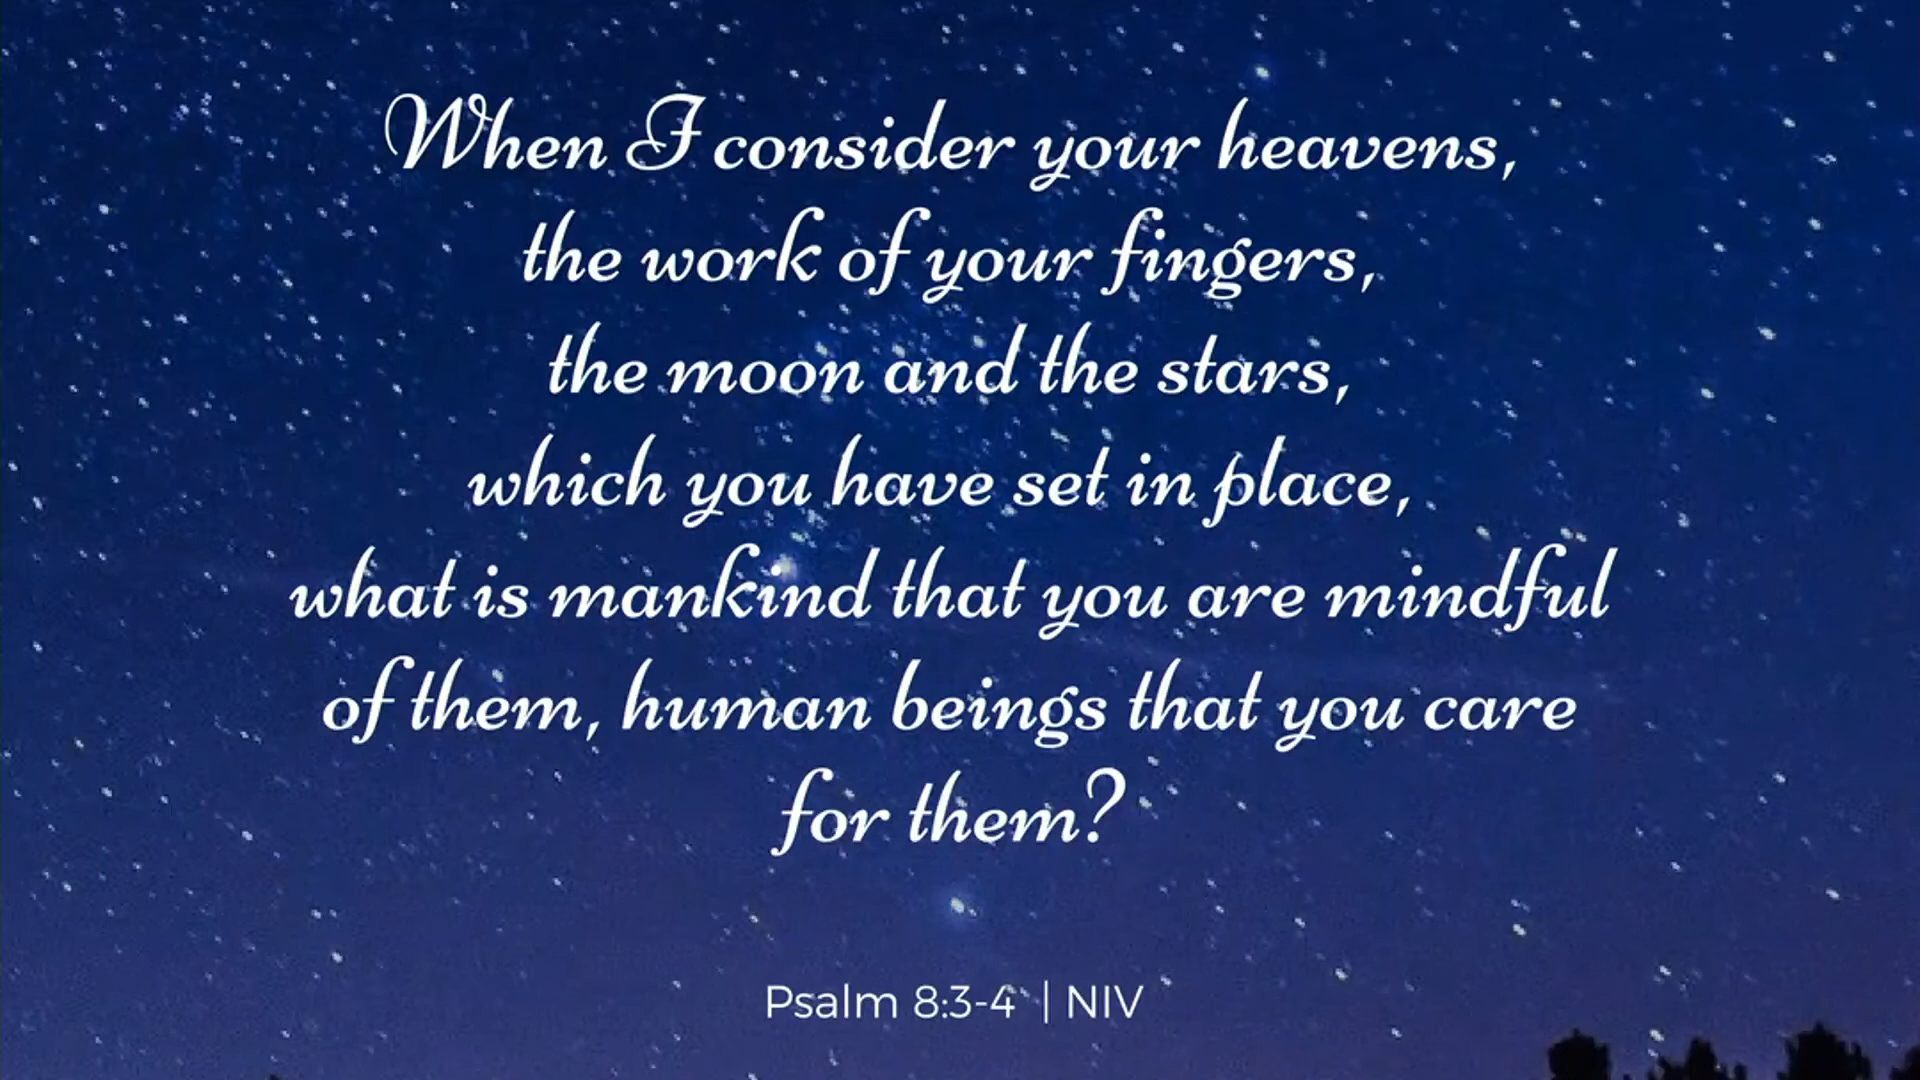 When I consider your heavens,
the work of your fingers,
the moon and the stars,
which you have set in place,
what is mankind that you are mindful
of them, human beings that you care
for them?
Psalm 8:3-4 | NIV